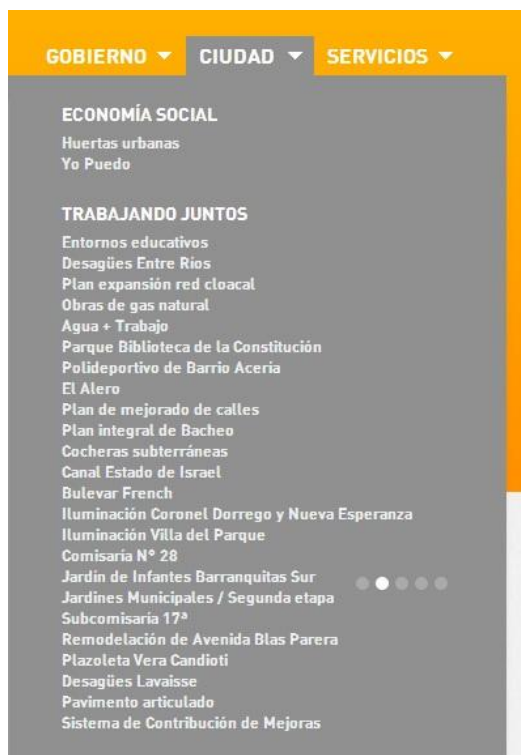 GOBIERNO CIUDAD SERVICIOS
ECONOMÍA SOCIAL
Huertas urbanas
Yo Puedo
TRABAJANDO JUNTOS
Entornos educativos
Desagües Entre Ríos
Plan expansión red cloacal
Obras de gas natural
Agua + Trabajo
Parque Biblioteca de la Constitución
Polideportivo de Barrio Aceria
El Alero
Plan de mejorado de calles
Plan integral de Bacheo
Cocheras subterráneas
Canal Estado de Israel
Bulevar French
Iluminación Coronel Dorrego y Nueva Esperanza
Iluminación Villa del Parque
Comisaría N° 28
Jardín de Infantes Barranquitas Sur
Jardines Municipales / Segunda etapa
Subcomisaría 17ª
Remodelación de Avenida Blas Parera
Plazoleta Vera Candioti
Desagües Lavaisse
Pavimento articulado
Sistema de Contribución de Mejoras